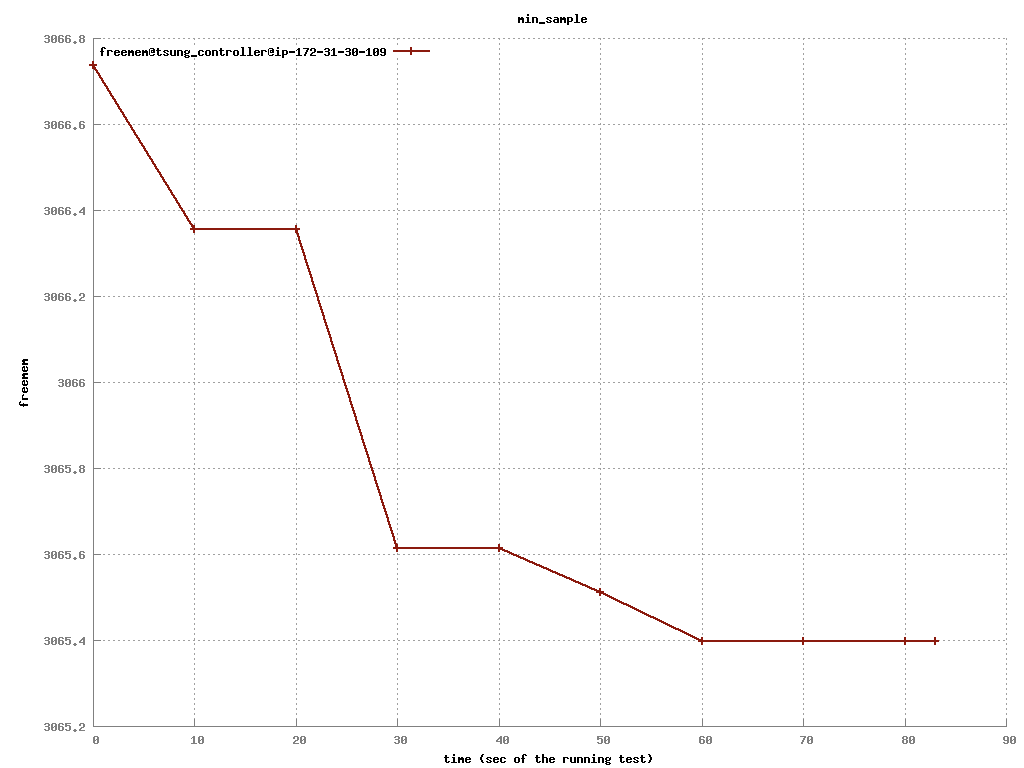 min_sample
3066.8
freemem@tsung_controller@ip-172-31-30-109
3066.6
3066.4
3066.2
3066
3065.8
3065.6
3065.4
3065.2
freemem
0 10 20 30 40 50 60 70 80 90
time (sec of the running test)